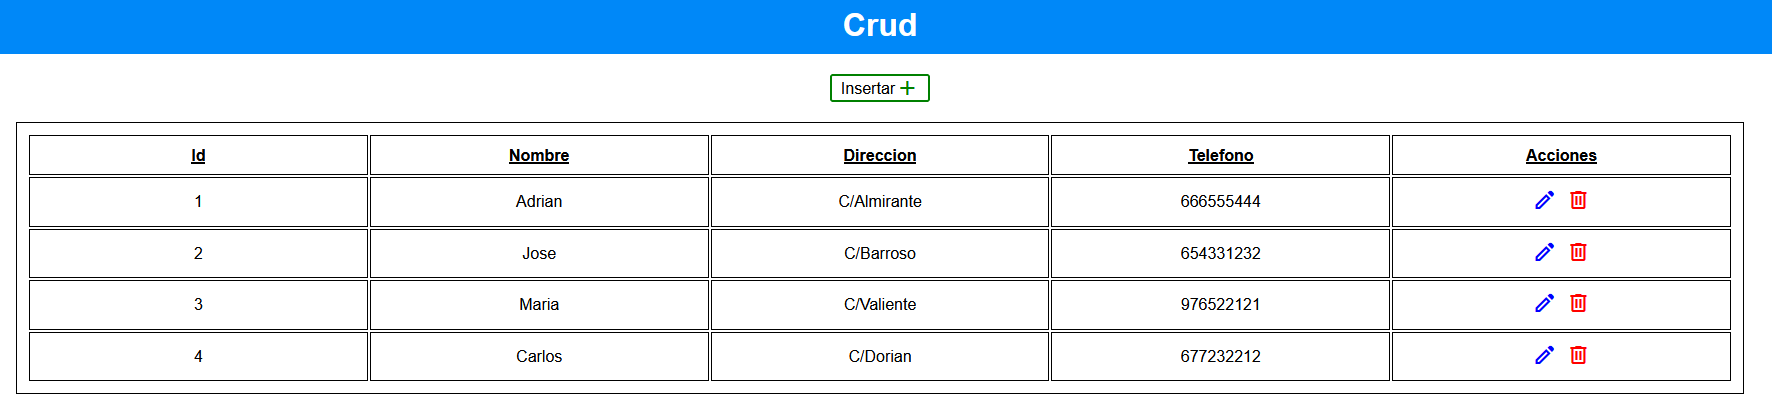 Crud
Insertar
Id Nombre Direccion Telefono Acciones
1 Adrian C/Almirante 666555444
2 Jose C/Barroso 654331232
3 Maria C/Valiente 976522121
4 Carlos C/Dorian 677232212